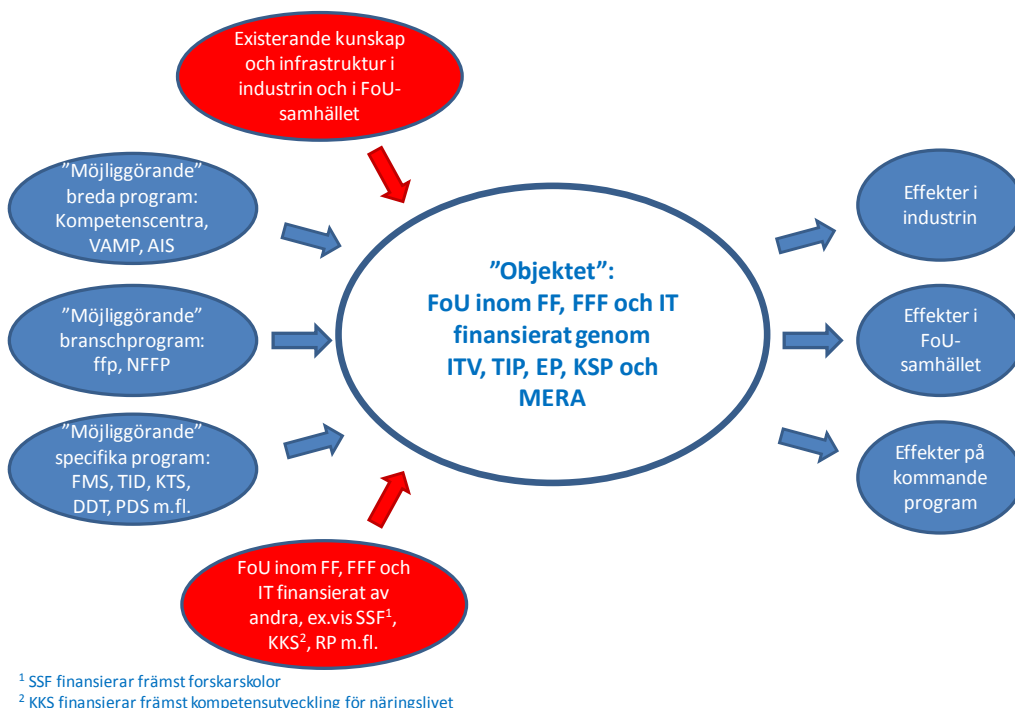 Existerande kunskap
och infrastruktur i
industrin och i FoU-
samhället
”Möjliggörande”
breda program:
Kompetenscentra,
VAMP, AIS
”Möjliggörande”
branschprogram:
ffp, NFFP
”Möjliggörande”
specifika program:
FMS, TID, KTS,
DDT, PDS m.fl.
FoU inom FF, FFF och
IT finansierat av
andra, ex.vis SSF¹,
KKS², RP m.fl.
”Objektet”:
FoU inom FF, FFF och IT
finansierat genom
ITV, TIP, EP, KSP och
MERA
Effekter i
industrin
Effekter i
FoU-
samhället
Effekter på
kommande
program
¹ SSF finansierar främst forskarskolor
² KKS finansierar främst kompetensutveckling för näringslivet